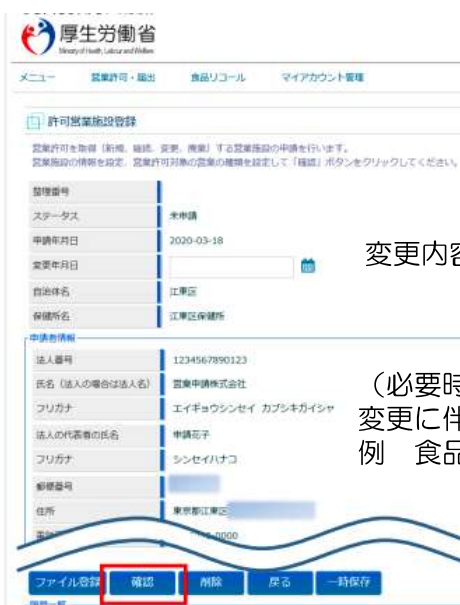 厚生労働省
Ministry of Health, Labour and Welfare
メニュー 営業許可・届出 食品リコール マイアカウント管理
許可営業施設登録
営業許可を取得（新規、継続、変更、廃業）する営業施設の申請を行います。
営業施設の情報を設定、営業許可対象の営業の種類を設定して「確認」ボタンをクリックしてください。
整理番号
ステータス 未申請
申請年月日 2020-03-18
変更年月日
変更内容
自治体名 江東区
保健所名 江東区保健所
申請者情報
法人番号 1234567890123
氏名（法人の場合は法人名） 営業申請株式会社
（必要時
フリガナ エイギョウシンセイ カブシキガイシャ
変更に伴
法人の代表者の氏名 申請花子
例 食品
フリガナ シンセイハナコ
郵便番号
住所 東京都江東区
0000
ファイル登録 確認 削除 戻る 一時保存